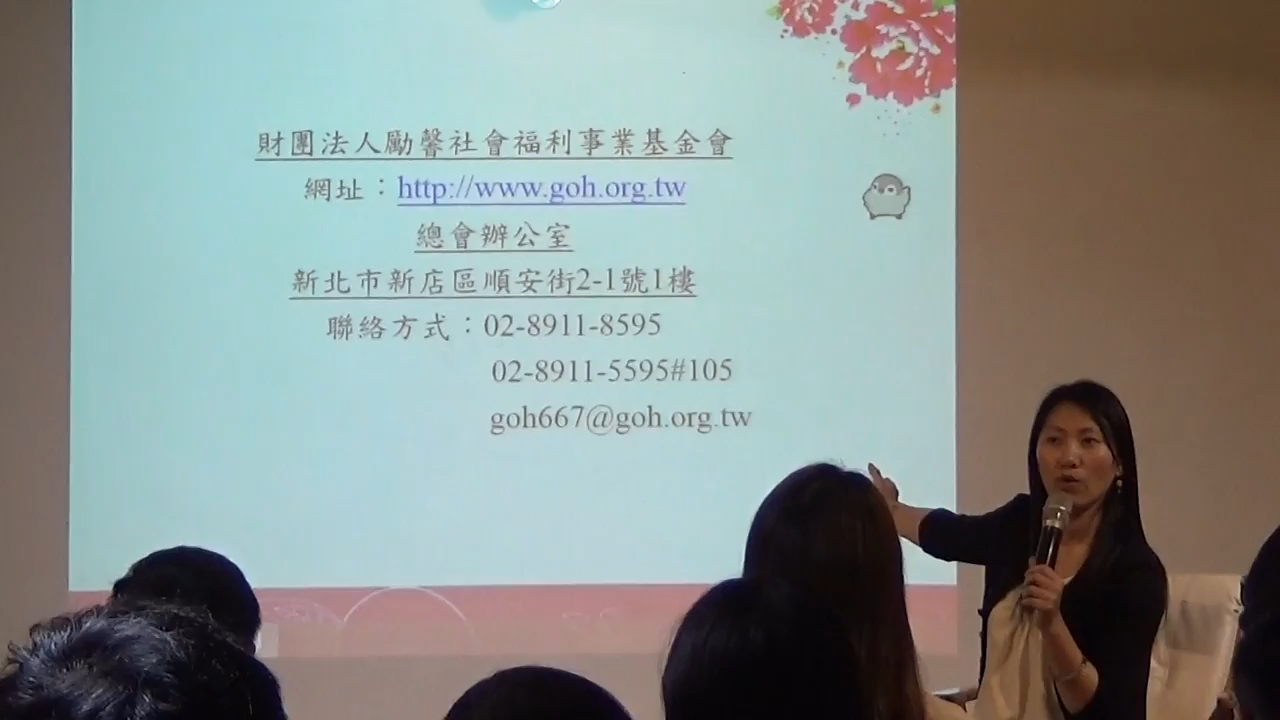 財團法人勵馨社會福利事業基金會
網址：http://www.goh.org.tw
總會辦公室
新北市新店區順安街2-1號1樓
聯絡方式：02-8911-8595
02-8911-5595#105
goh667@goh.org.tw